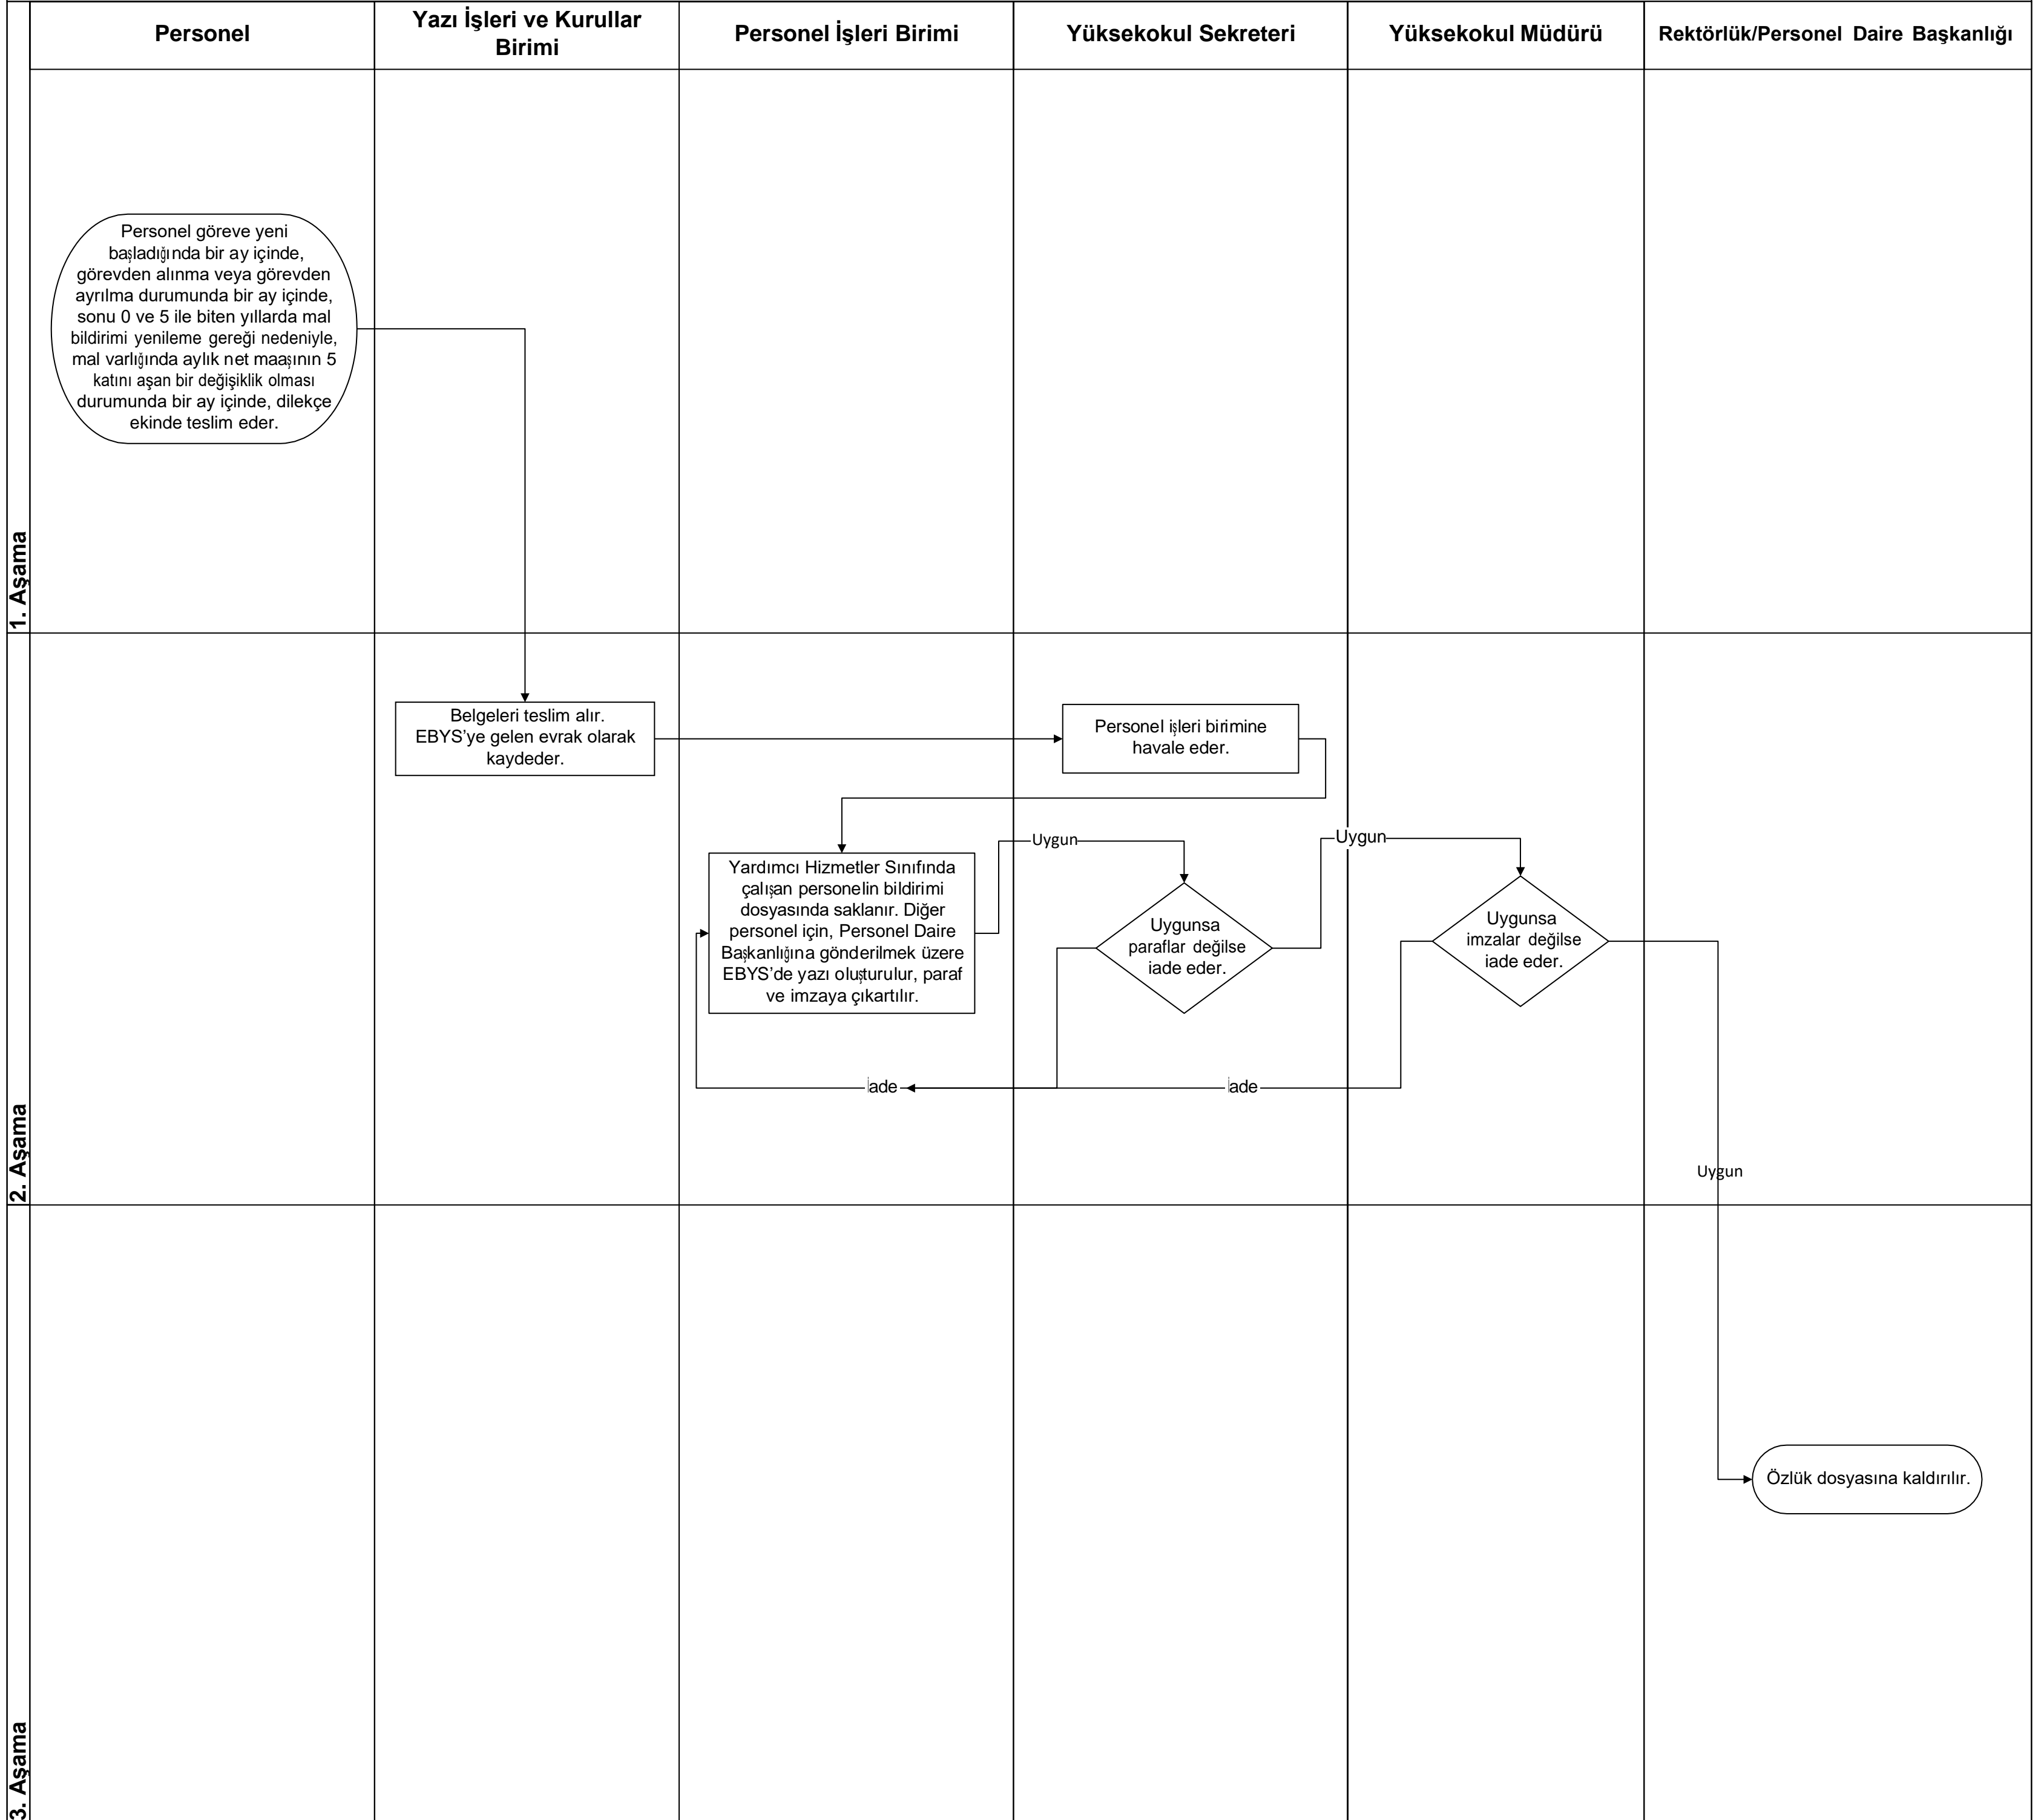 Personel
Yazı İşleri ve Kurullar
Birimi
Personel İşleri Birimi
Yüksekokul Sekreteri
Yüksekokul Müdürü
Rektörlük/Personel Daire Başkanlığı
1. Aşama
Personel göreve yeni
başladığında bir ay içinde,
görevden alınma veya görevden
ayrılma durumunda bir ay içinde,
sonu 0 ve 5 ile biten yıllarda mal
bildirimi yenileme gereği nedeniyle,
mal varlığında aylık net maaşının 5
katını aşan bir değişiklik olması
durumunda bir ay içinde, dilekçe
ekinde teslim eder.
2. Aşama
Belgeleri teslim alır.
EBYS’ye gelen evrak olarak
kaydeder.
Personel işleri birimine
havale eder.
Yardımcı Hizmetler Sınıfında
çalışan personelin bildirimi
dosyasında saklanır. Diğer
personel için, Personel Daire
Başkanlığına gönderilmek üzere
EBYS’de yazı oluşturulur, paraf
ve imzaya çıkartılır.
Uygun
Uygunsa
paraflar değilse
iade eder.
Uygun
Uygunsa
imzalar değilse
iade eder.
İade
İade
Uygun
3. Aşama
Özlük dosyasına kaldırılır.